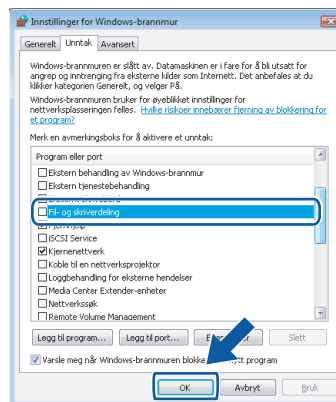 Innstillinger for Windows-brannmur
Generelt Unntak Avansert
Windows-brannmuren er slått av. Datamaskinen er i fare for å bli utsatt for
angrep og inntrenging fra eksterne kilder som Internett. Det anbefales at du
klikker kategorien Generelt, og velger På.
Windows-brannmuren bruker for øyeblikket innstillinger for
nettverksplasseringen felles. Hvilke risikoer innebærer fjerning av blokkering for
et program?
Merk en avmerkingsboks for å aktivere et unntak:
Program eller port
Ekstern behandling av Windows-brannmur
Ekstern tjenestebehandling
Fil- og skriverdeling
Fjernhjelp
iSCSI Service
Kjernenettverk
Koble til en nettverksprojektor
Loggbehandling for eksterne hendelser
Media Center Extender-enheter
Nettverkssøk
Remote Volume Management
Legg til program... Legg til port... Slett
Varsle meg når Windows-brannmuren blokke program
OK Avbryt Bruk